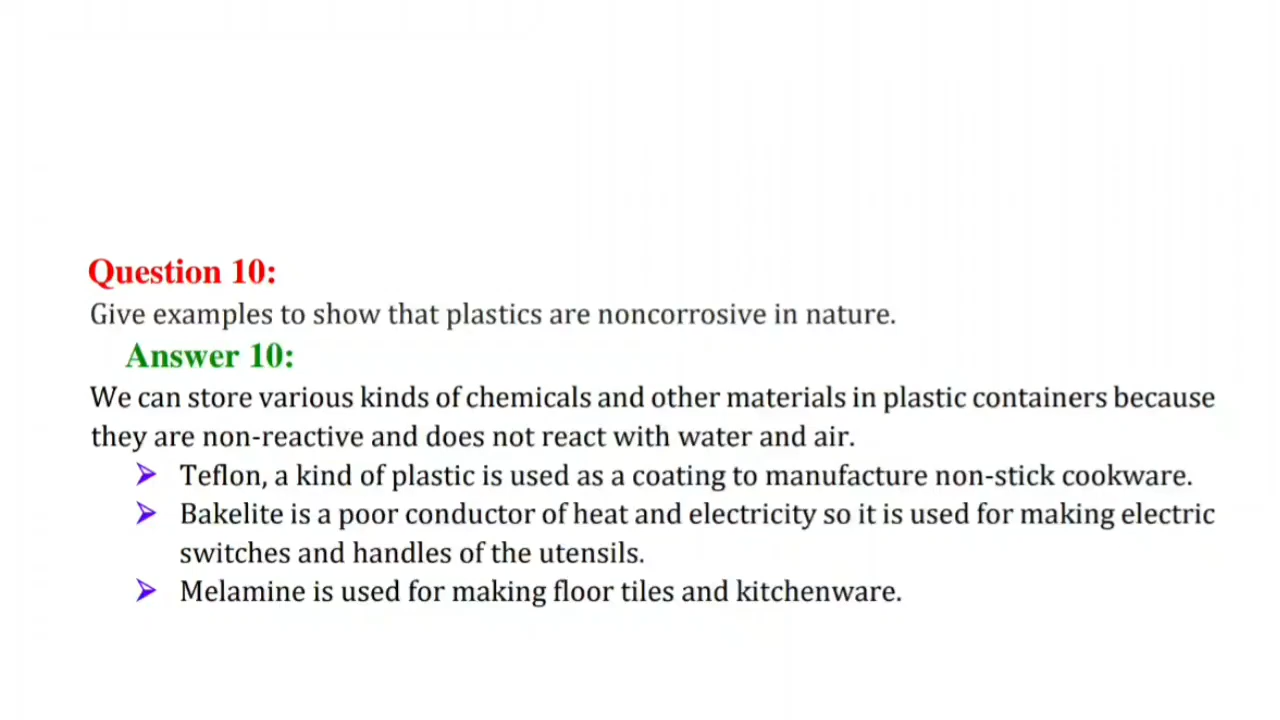 Question 10:
Give examples to show that plastics are noncorrosive in nature.
Answer 10:
We can store various kinds of chemicals and other materials in plastic containers because
they are non-reactive and does not react with water and air.
➢ Teflon, a kind of plastic is used as a coating to manufacture non-stick cookware.
➢ Bakelite is a poor conductor of heat and electricity so it is used for making electric
switches and handles of the utensils.
➢ Melamine is used for making floor tiles and kitchenware.